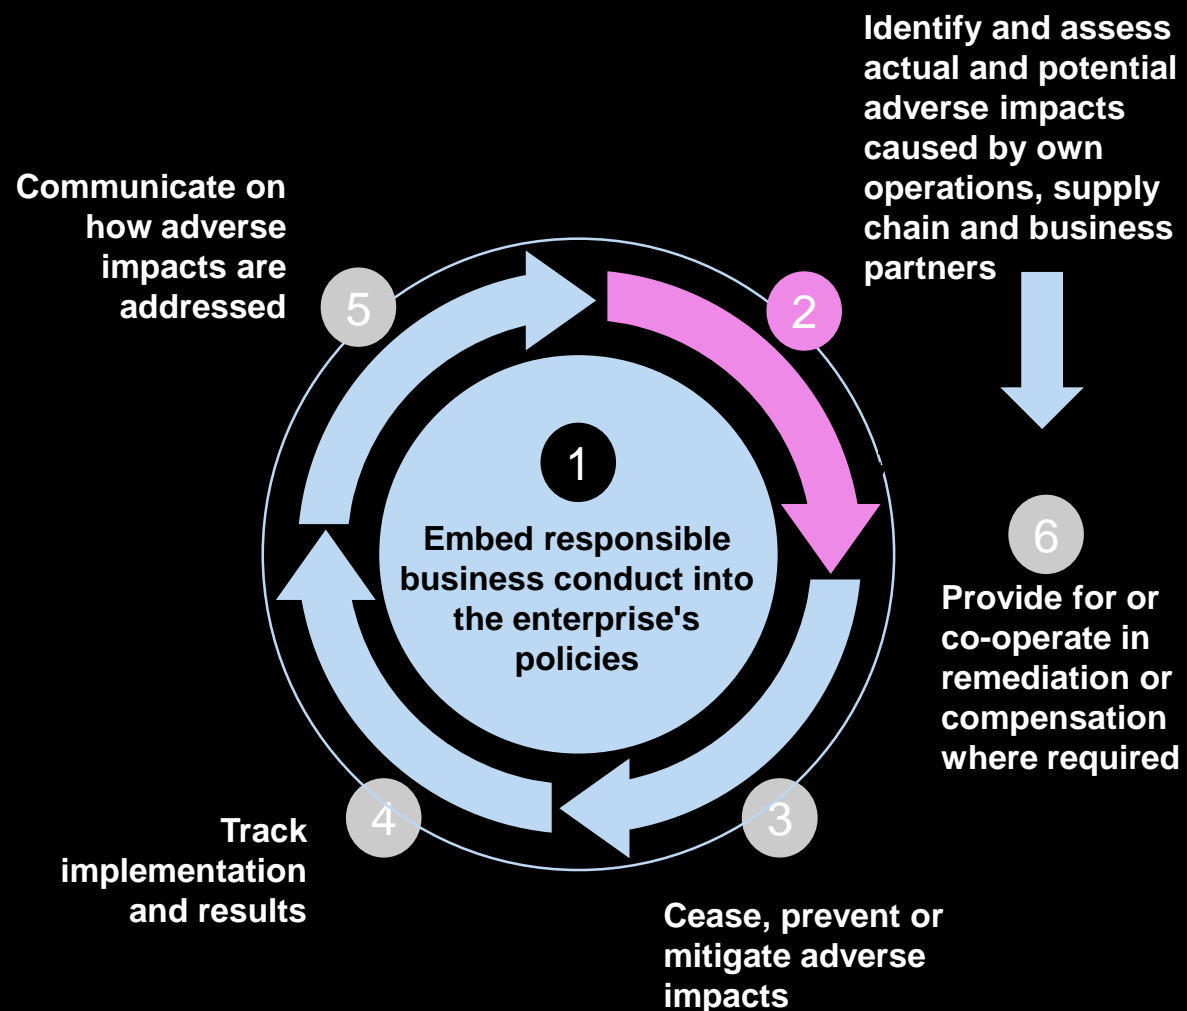 1
Embed responsible
business conduct into
the enterprise's
policies
2
Identify and assess
actual and potential
adverse impacts
caused by own
operations, supply
chain and business
partners
3
Cease, prevent or
mitigate adverse
impacts
4
Track
implementation
and results
5
Communicate on
how adverse
impacts are
addressed
6
Provide for or
co-operate in
remediation or
compensation
where required